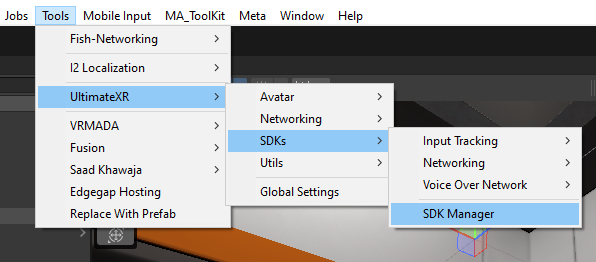 Jobs Tools Mobile Input MA_ToolKit Meta Window Help
Fish-Networking
I2 Localization
UltimateXR
VRMADA
Fusion
Saad Khawaja
Edgegap Hosting
Replace With Prefab
Avatar
Networking
SDKs
Utils
Global Settings
Input Tracking
Networking
Voice Over Network
SDK Manager